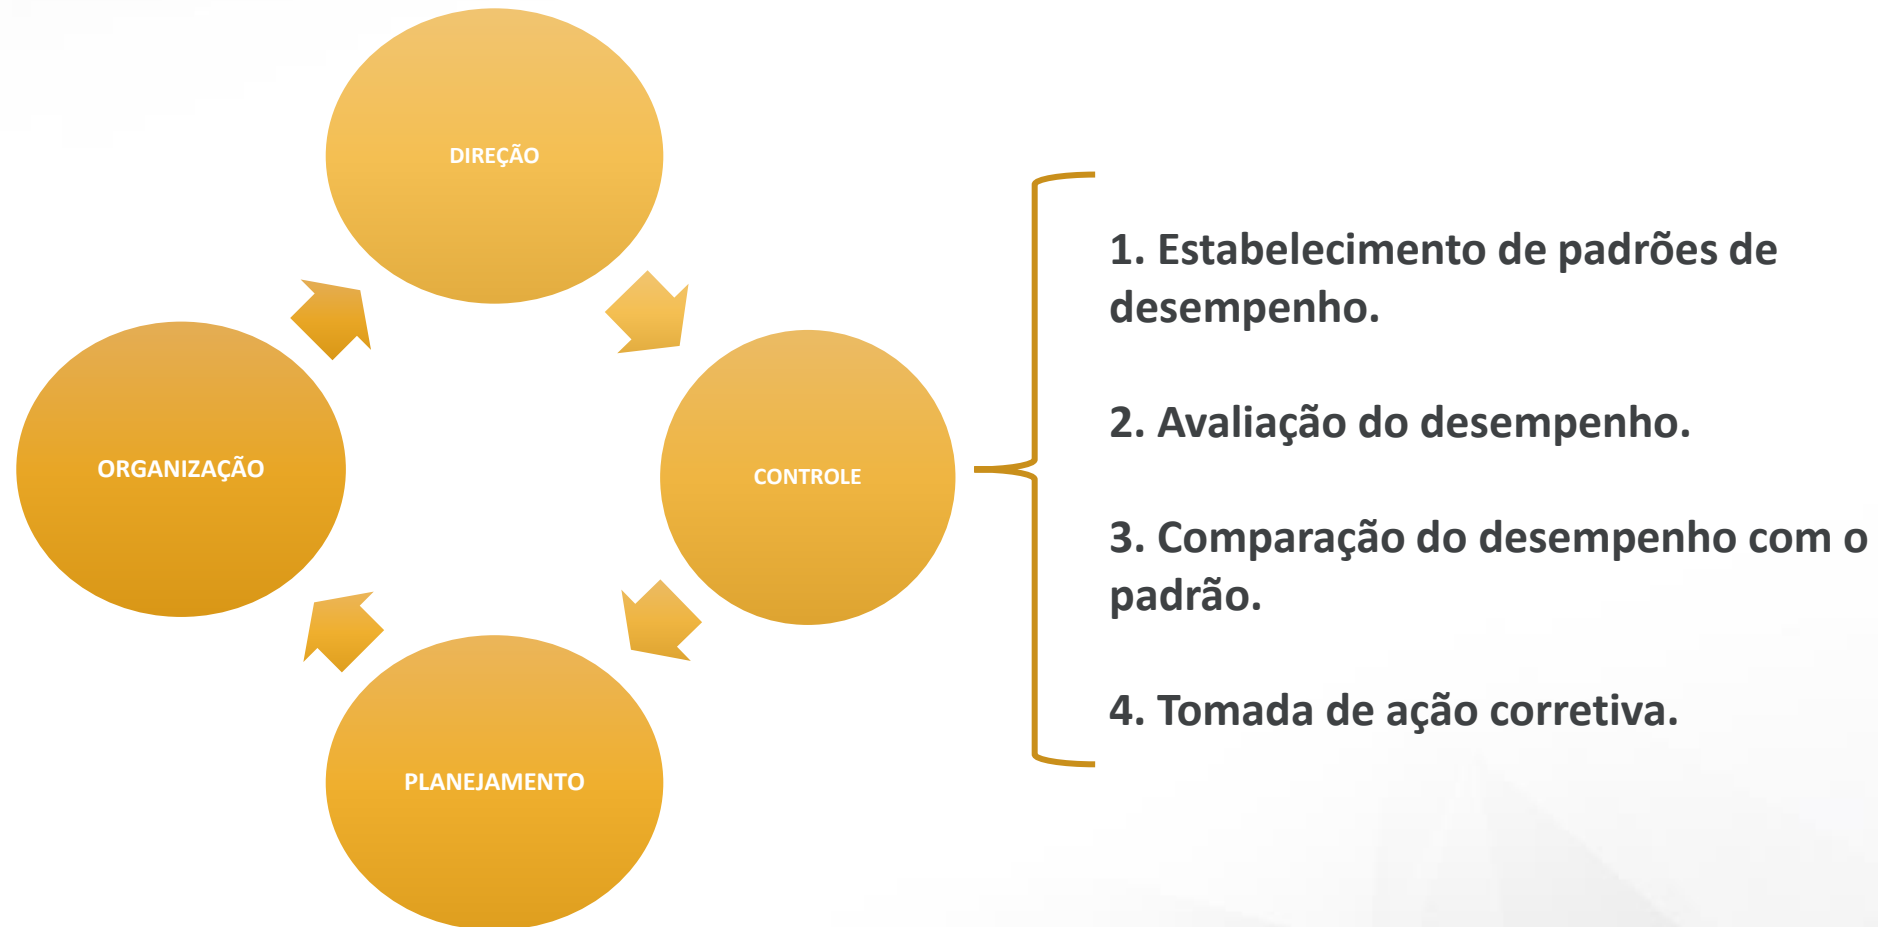 DIREÇÃO
ORGANIZAÇÃO
CONTROLE
PLANEJAMENTO
1. Estabelecimento de padrões de
desempenho.
2. Avaliação do desempenho.
3. Comparação do desempenho com o
padrão.
4. Tomada de ação corretiva.